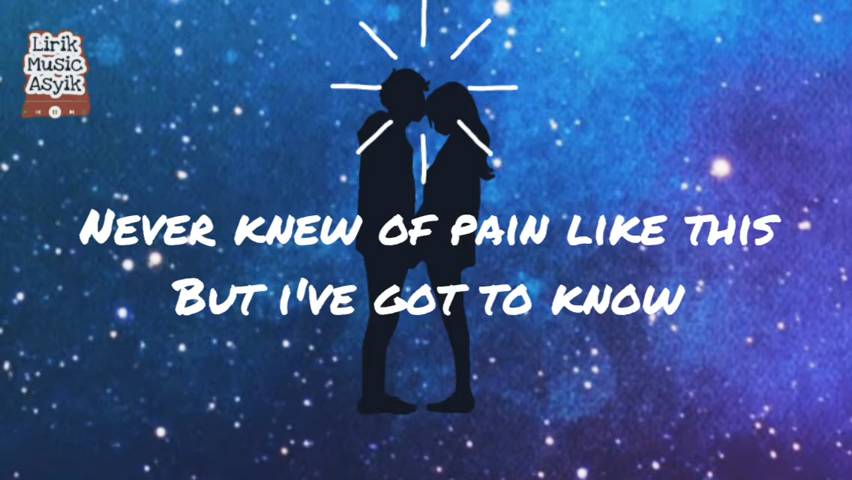 Lirik
Music
Asyik
NEVER KNEW OF PAIN LIKE THIS
BUT I'VE GOT TO KNOW